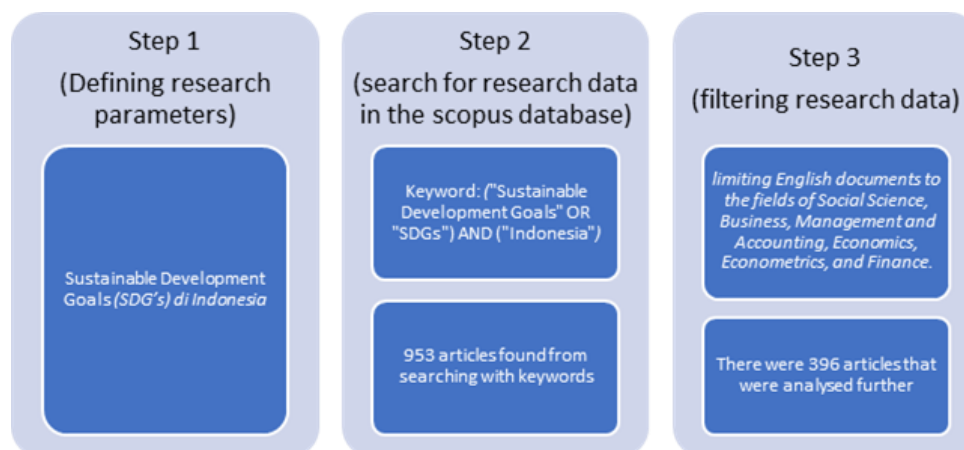 Step 1
(Defining research
parameters)
Sustainable Development
Goals (SDG's) di Indonesia
Step 2
(search for research data
in the scopus database)
Keyword: ("Sustainable
Development Goals" OR
"SDGs") AND ("Indonesia")
953 articles found from
searching with keywords
Step 3
(filtering research data)
limiting English documents to
the fields of Social Science,
Business, Management and
Accounting, Economics,
Econometrics, and Finance.
There were 396 articles that
were analysed further